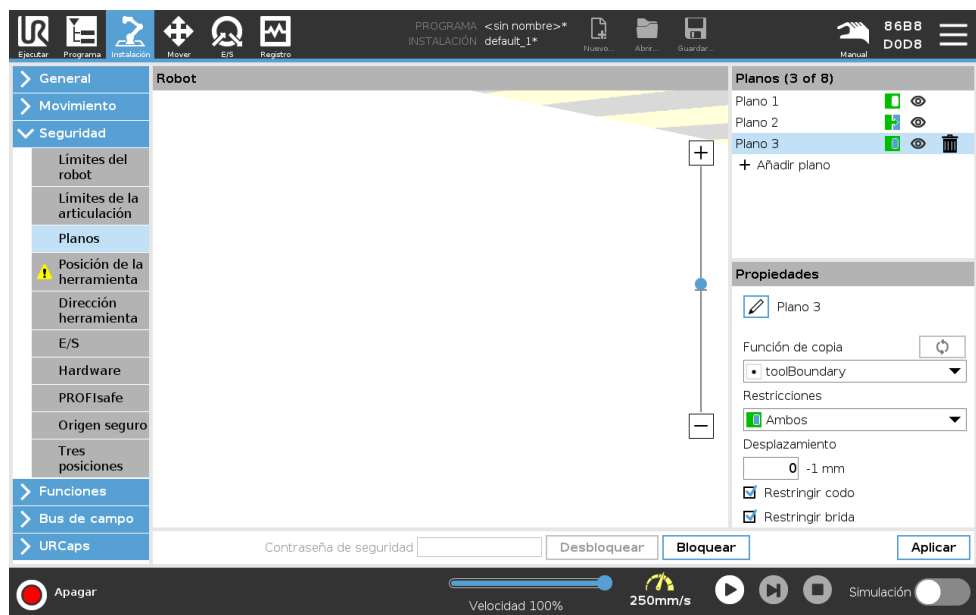 PROGRAMA <sin nombre>*
INSTALACIÓN default_1*
Ejecutar Programa Instalación Mover E/S Registro
Nuevo... Abrir... Guardar...
Manual
86B8
D0D8
General
Movimiento
Seguridad
Límites del
robot
Límites de la
articulación
Planos
Posición de la
herramienta
Dirección
herramienta
E/S
Hardware
PROFIsafe
Origen seguro
Tres
posiciones
Funciones
Bus de campo
URCaps
Robot
+
−
Planos (3 of 8)
Plano 1
Plano 2
Plano 3
+ Añadir plano
Propiedades
Plano 3
Función de copia
toolBoundary
Restricciones
Ambos
Desplazamiento
0 -1 mm
Restringir codo
Restringir brida
Contraseña de seguridad Desbloquear Bloquear Aplicar
Apagar
Velocidad 100%
250mm/s
Simulación